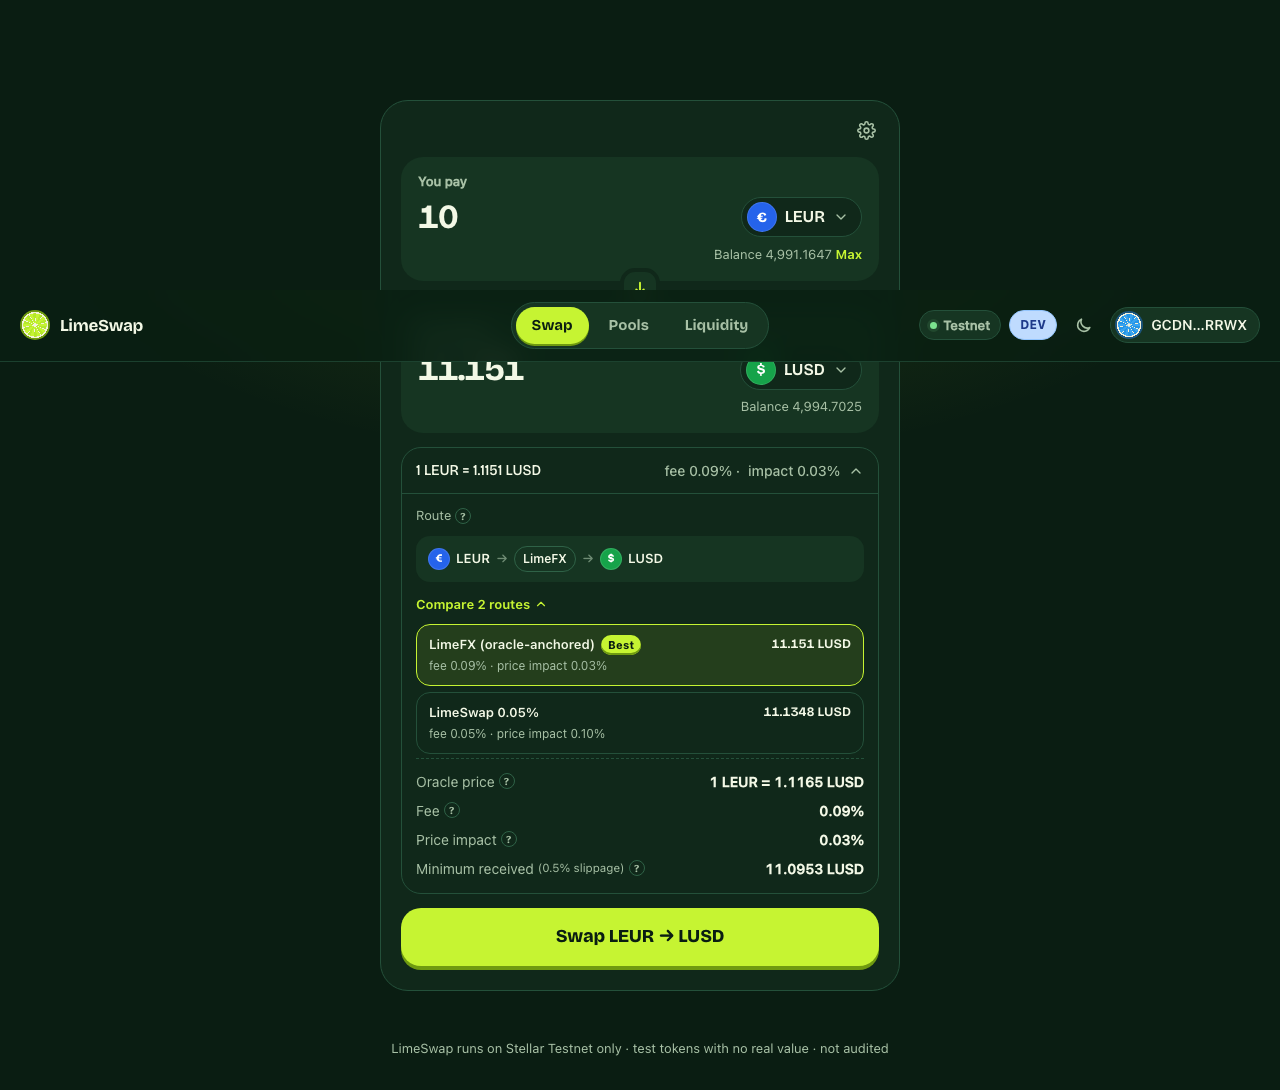 You pay
10
€ LEUR
Balance 4,991.1647 Max
LimeSwap
Swap Pools Liquidity
Testnet DEV GCDN...RRWX
11.151
$ LUSD
Balance 4,994.7025
1 LEUR = 1.1151 LUSD fee 0.09% · impact 0.03%
Route ?
€ LEUR → LimeFX → $ LUSD
Compare 2 routes
LimeFX (oracle-anchored) Best 11.151 LUSD
fee 0.09% · price impact 0.03%
LimeSwap 0.05% 11.1348 LUSD
fee 0.05% · price impact 0.10%
Oracle price ? 1 LEUR = 1.1165 LUSD
Fee ? 0.09%
Price impact ? 0.03%
Minimum received (0.5% slippage) ? 11.0953 LUSD
Swap LEUR → LUSD
LimeSwap runs on Stellar Testnet only · test tokens with no real value · not audited